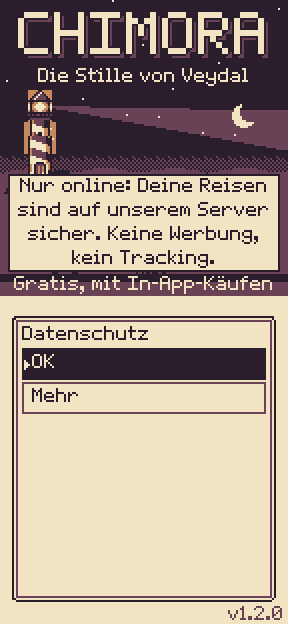 CHIMORA
Die Stille von Veydal
Nur online: Deine Reisen
sind auf unserem Server
sicher. Keine Werbung,
kein Tracking.
Gratis, mit In-App-Käufen
Datenschutz
OK
Mehr
v1.2.0